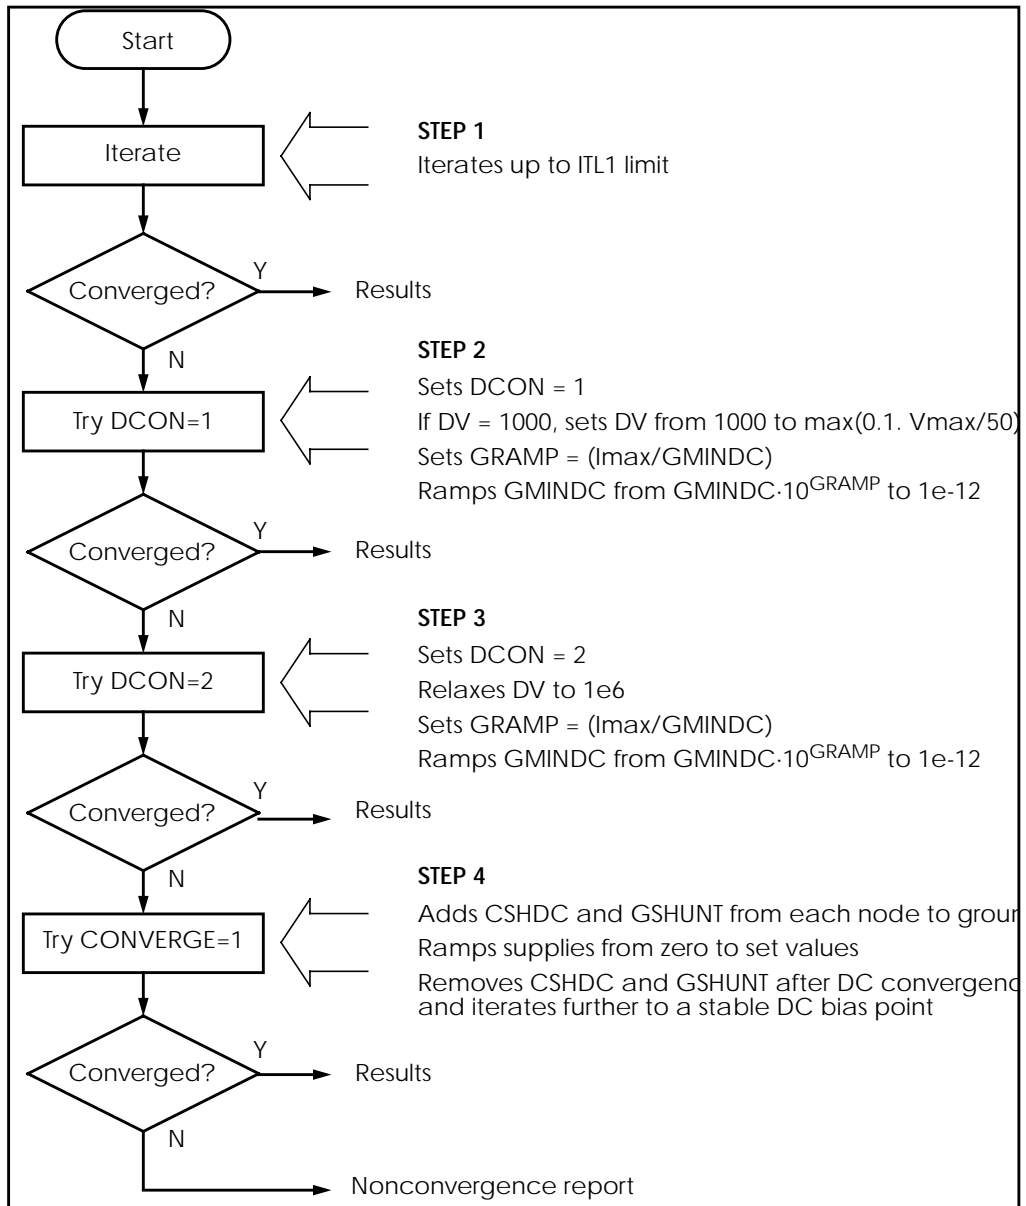 Start
STEP 1
Iterate
Iterates up to ITL1 limit
Y
Converged?
Results
N
STEP 2
Sets DCON = 1
Try DCON=1
If DV = 1000, sets DV from 1000 to max(0.1. Vmax/50)
Sets GRAMP = (Imax/GMINDC)
Ramps GMINDC from GMINDC·10^GRAMP to 1e-12
Y
Converged?
Results
N
STEP 3
Sets DCON = 2
Try DCON=2
Relaxes DV to 1e6
Sets GRAMP = (Imax/GMINDC)
Ramps GMINDC from GMINDC·10^GRAMP to 1e-12
Y
Converged?
Results
N
STEP 4
Adds CSHDC and GSHUNT from each node to groun
Try CONVERGE=1
Ramps supplies from zero to set values
Removes CSHDC and GSHUNT after DC convergenc
and iterates further to a stable DC bias point
Y
Converged?
Results
N
Nonconvergence report